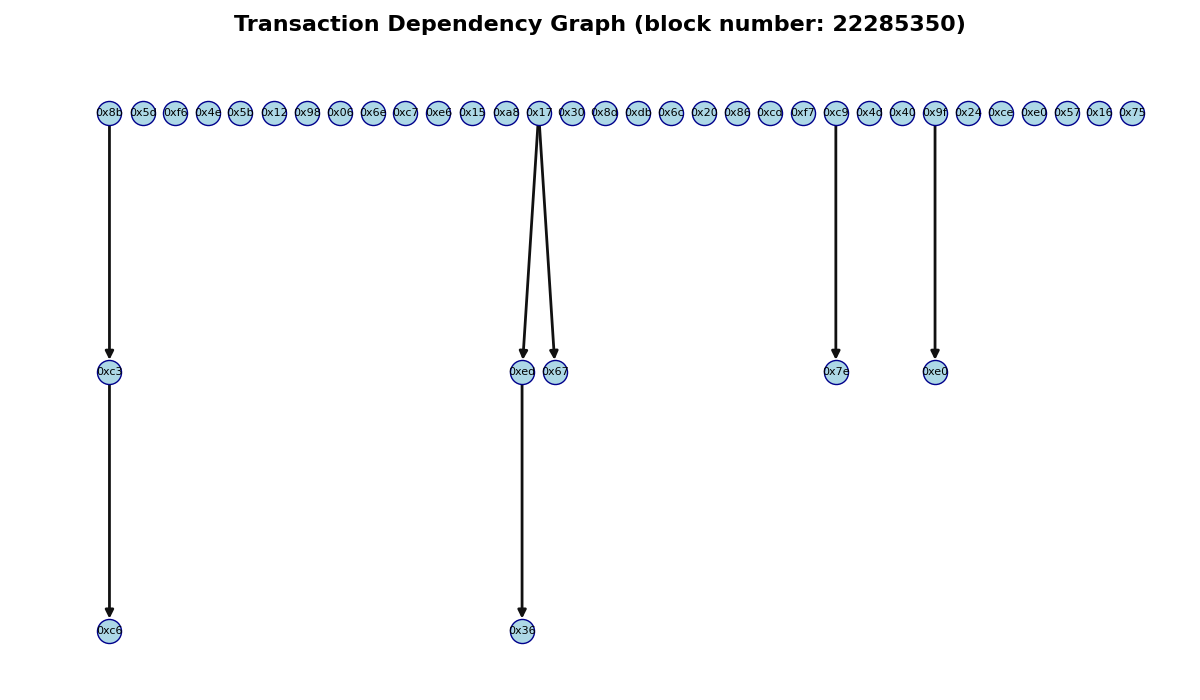 Transaction Dependency Graph (block number: 22285350)
0x8b 0x5d 0xf6 0x4e 0x5b 0x12 0x98 0x06 0x6e 0xc7 0xe6 0x15 0xa8 0x17 0x30 0x8d 0xdb 0x6c 0x20 0x86 0xcd 0xf7 0xc9 0x4d 0x40 0x9f 0x24 0xce 0xe0 0x57 0x16 0x75
0xc3 0xed 0x67 0x7e 0xe0
0xc6 0x36